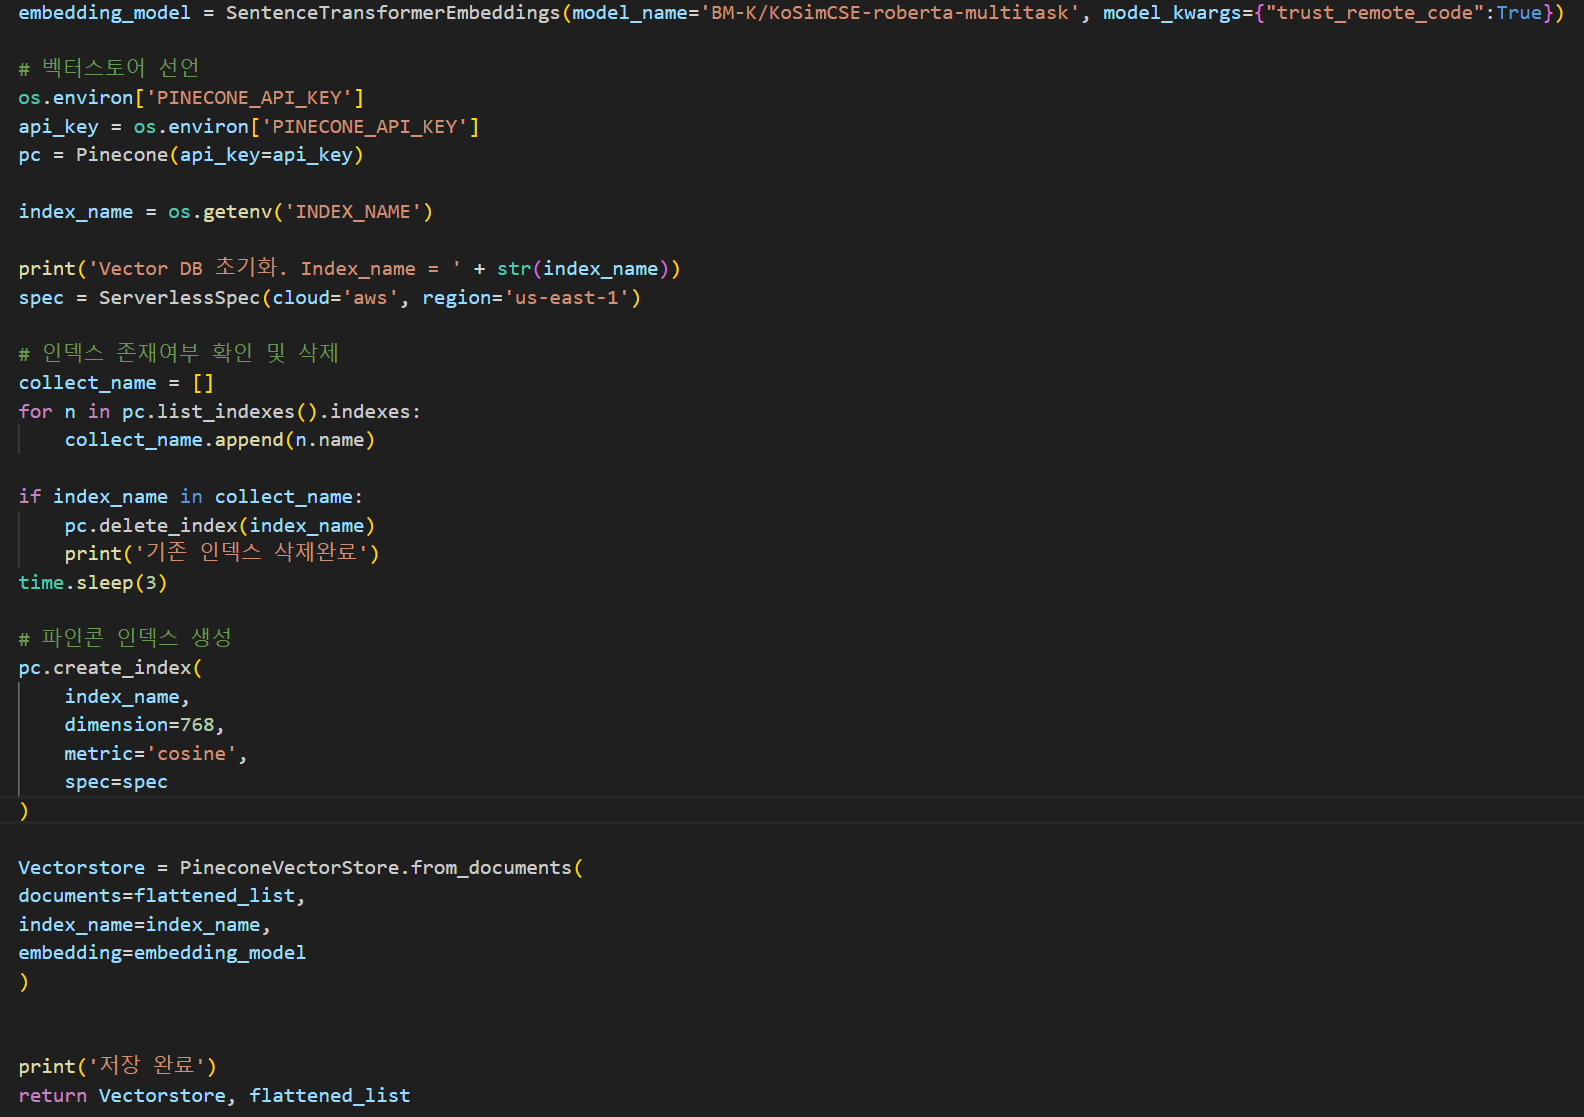 embedding_model = SentenceTransformerEmbeddings(model_name='BM-K/KoSimCSE-roberta-multitask', model_kwargs={"trust_remote_code":True})
# 벡터스토어 선언
os.environ['PINECONE_API_KEY']
api_key = os.environ['PINECONE_API_KEY']
pc = Pinecone(api_key=api_key)
index_name = os.getenv('INDEX_NAME')
print('Vector DB 초기화. Index_name = ' + str(index_name))
spec = ServerlessSpec(cloud='aws', region='us-east-1')
# 인덱스 존재여부 확인 및 삭제
collect_name = []
for n in pc.list_indexes().indexes:
    collect_name.append(n.name)
if index_name in collect_name:
    pc.delete_index(index_name)
    print('기존 인덱스 삭제완료')
time.sleep(3)
# 파인콘 인덱스 생성
pc.create_index(
    index_name,
    dimension=768,
    metric='cosine',
    spec=spec
)
Vectorstore = PineconeVectorStore.from_documents(
documents=flattened_list,
index_name=index_name,
embedding=embedding_model
)
print('저장 완료')
return Vectorstore, flattened_list